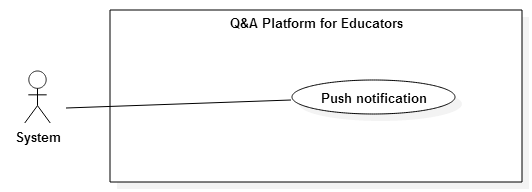 Q&A Platform for Educators
Push notification
System